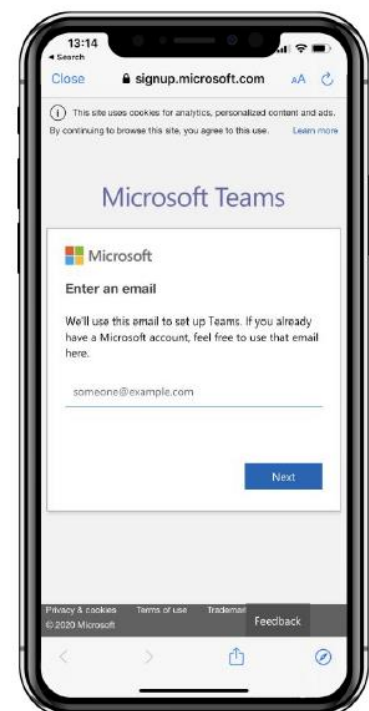 13:14
Search
Close signup.microsoft.com AA
This site uses cookies for analytics, personalized content and ads.
By continuing to browse this site, you agree to this use. Learn more
Microsoft Teams
Microsoft
Enter an email
We'll use this email to set up Teams. If you already
have a Microsoft account, feel free to use that email
here.
someone@example.com
Next
Privacy & cookies Terms of use
Feedback
© 2020 Microsoft